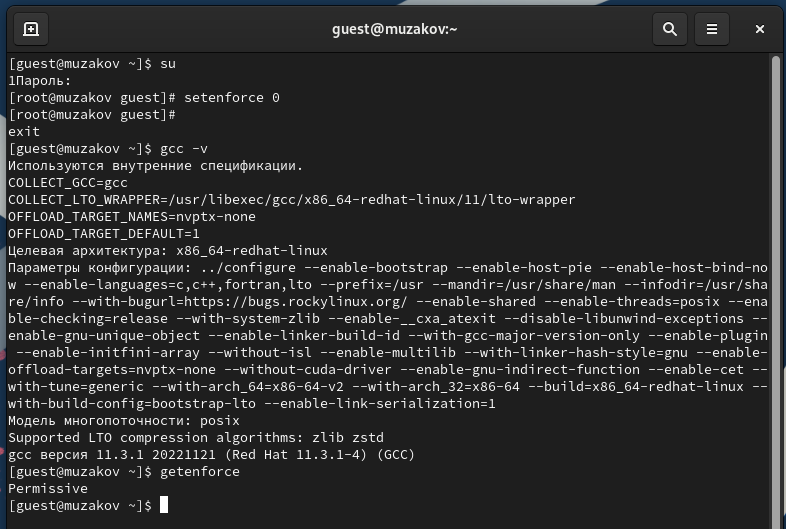 guest@muzakov:~
[guest@muzakov ~]$ su
1Пароль:
[root@muzakov guest]# setenforce 0
[root@muzakov guest]#
exit
[guest@muzakov ~]$ gcc -v
Используются внутренние спецификации.
COLLECT_GCC=gcc
COLLECT_LTO_WRAPPER=/usr/libexec/gcc/x86_64-redhat-linux/11/lto-wrapper
OFFLOAD_TARGET_NAMES=nvptx-none
OFFLOAD_TARGET_DEFAULT=1
Целевая архитектура: x86_64-redhat-linux
Параметры конфигурации: ../configure --enable-bootstrap --enable-host-pie --enable-host-bind-no
w --enable-languages=c,c++,fortran,lto --prefix=/usr --mandir=/usr/share/man --infodir=/usr/sha
re/info --with-bugurl=https://bugs.rockylinux.org/ --enable-shared --enable-threads=posix --ena
ble-checking=release --with-system-zlib --enable-__cxa_atexit --disable-libunwind-exceptions --
enable-gnu-unique-object --enable-linker-build-id --with-gcc-major-version-only --enable-plugin
 --enable-initfini-array --without-isl --enable-multilib --with-linker-hash-style=gnu --enable-
offload-targets=nvptx-none --without-cuda-driver --enable-gnu-indirect-function --enable-cet --
with-tune=generic --with-arch_64=x86-64-v2 --with-arch_32=x86-64 --build=x86_64-redhat-linux --
with-build-config=bootstrap-lto --enable-link-serialization=1
Модель многопоточности: posix
Supported LTO compression algorithms: zlib zstd
gcc версия 11.3.1 20221121 (Red Hat 11.3.1-4) (GCC)
[guest@muzakov ~]$ getenforce
Permissive
[guest@muzakov ~]$